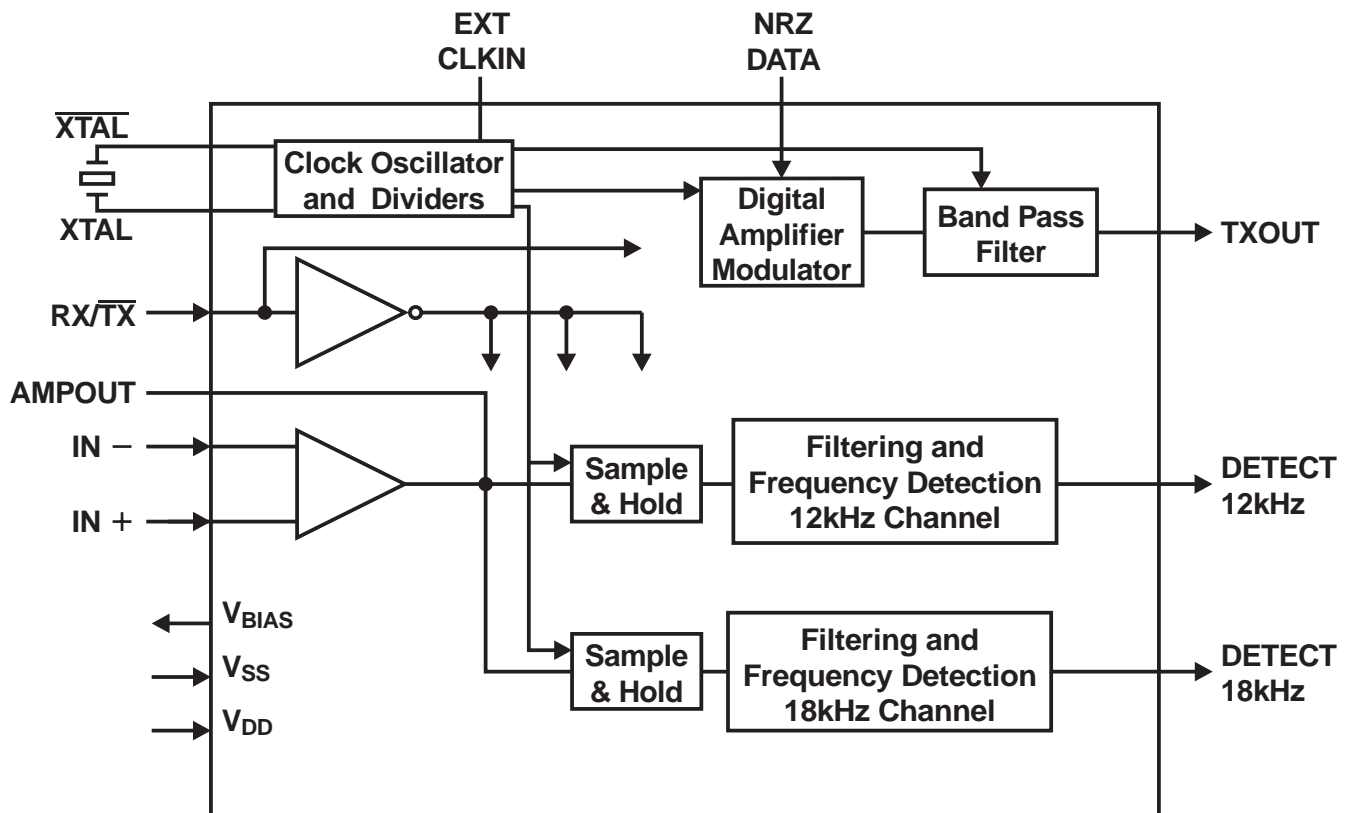 EXT
CLKIN
NRZ
DATA
XTAL
XTAL
Clock Oscillator
and Dividers
Digital
Amplifier
Modulator
Band Pass
Filter
TXOUT
RX/TX
AMPOUT
IN −
IN +
Sample
& Hold
Filtering and
Frequency Detection
12kHz Channel
DETECT
12kHz
VBIAS
VSS
VDD
Sample
& Hold
Filtering and
Frequency Detection
18kHz Channel
DETECT
18kHz